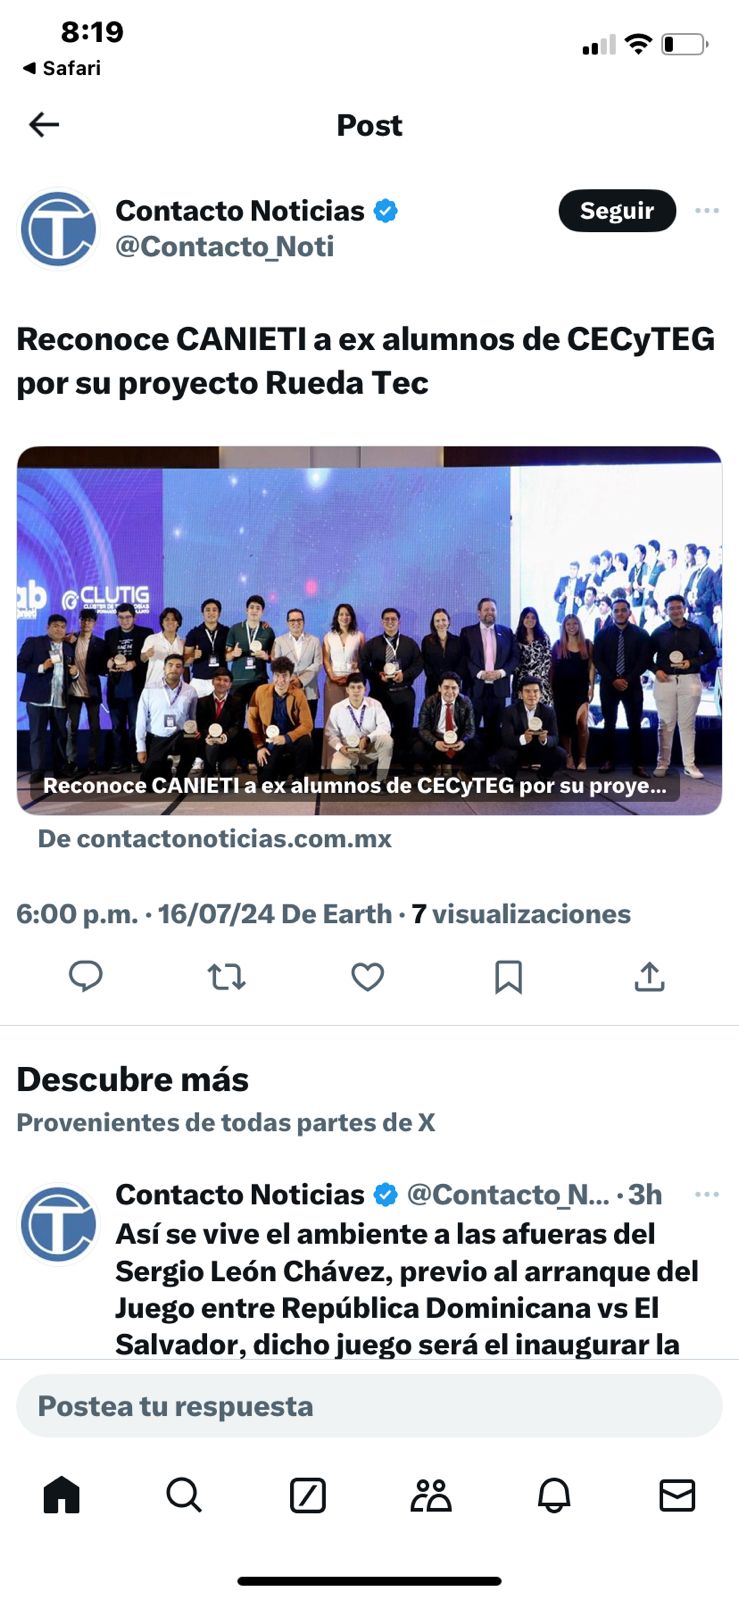 8:19
◀ Safari
Post
Contacto Noticias
@Contacto_Noti
Seguir
Reconoce CANIETI a ex alumnos de CECyTEG
por su proyecto Rueda Tec
ab
CLUTIG
Reconoce CANIETI a ex alumnos de CECyTEG por su proye...
De contactonoticias.com.mx
6:00 p.m. · 16/07/24 De Earth · 7 visualizaciones
Descubre más
Provenientes de todas partes de X
Contacto Noticias @Contacto_N... · 3h
Así se vive el ambiente a las afueras del
Sergio León Chávez, previo al arranque del
Juego entre República Dominicana vs El
Salvador, dicho juego será el inaugurar la
Postea tu respuesta